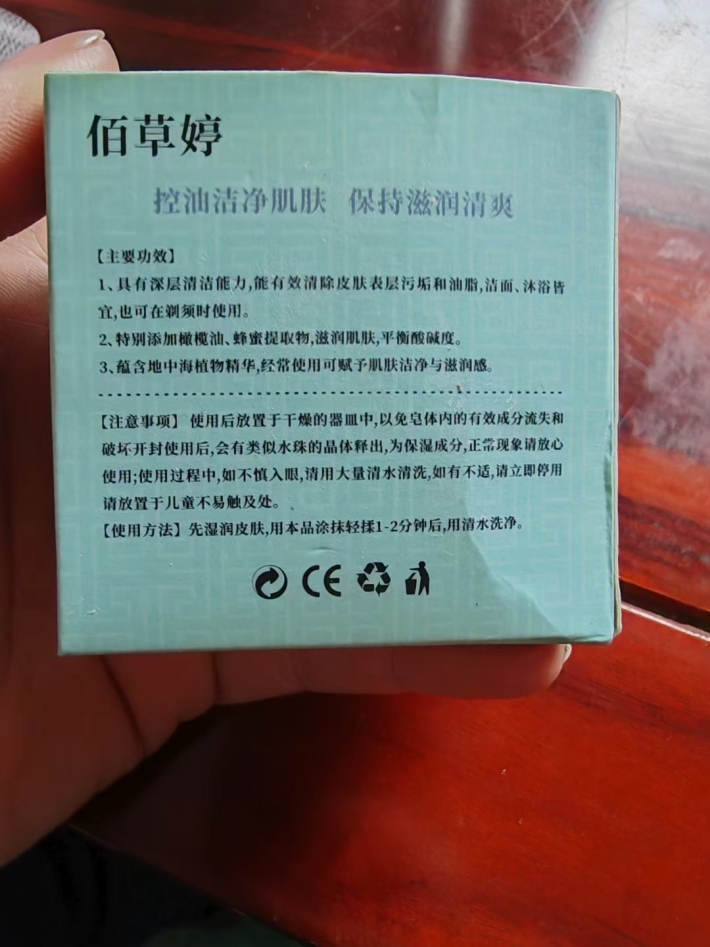 佰草婷
控油洁净肌肤 保持滋润清爽
【主要功效】
1、具有深层清洁能力,能有效清除皮肤表层污垢和油脂,洁面、沐浴皆
宜,也可在剃须时使用。
2、特别添加橄榄油、蜂蜜提取物,滋润肌肤,平衡酸碱度。
3、蕴含地中海植物精华,经常使用可赋予肌肤洁净与滋润感。
【注意事项】 使用后放置于干燥的器皿中,以免皂体内的有效成分流失和
破坏开封使用后,会有类似水珠的晶体释出,为保湿成分,正常现象请放心
使用;使用过程中,如不慎入眼,请用大量清水清洗,如有不适,请立即停用
请放置于儿童不易触及处。
【使用方法】先湿润皮肤,用本品涂抹轻揉1~2分钟后,用清水洗净。
CE